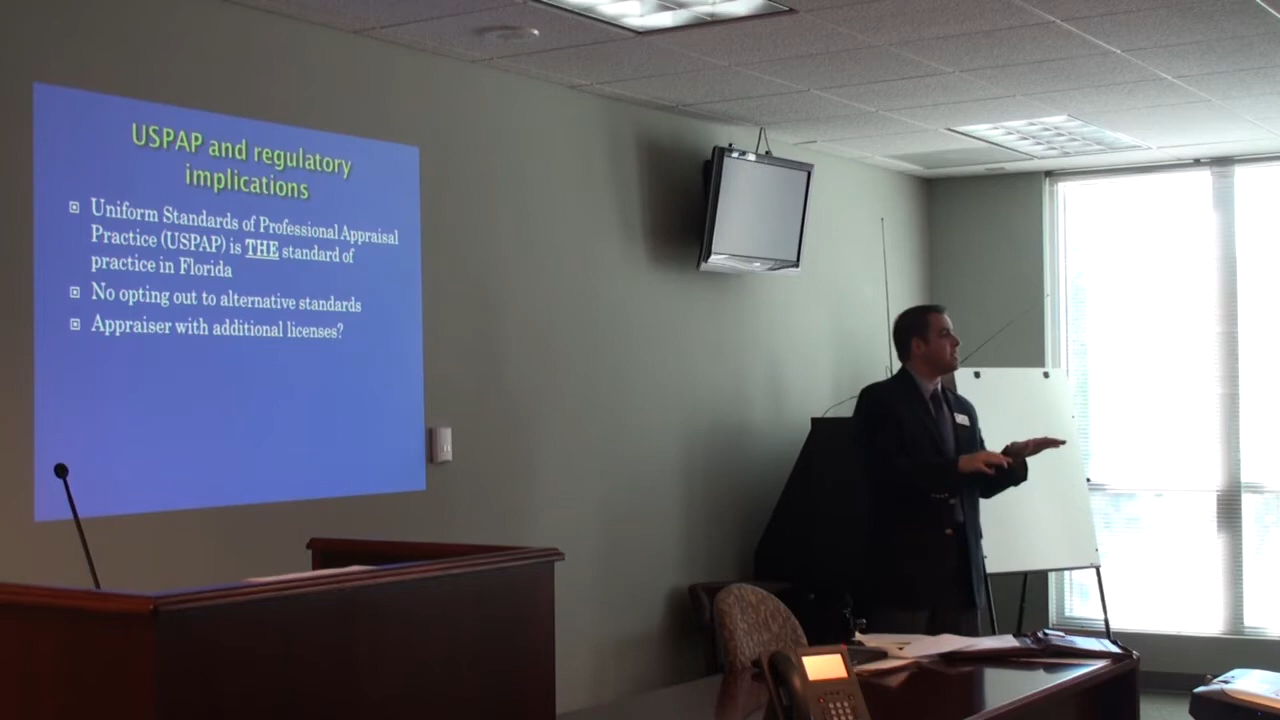 USPAP and regulatory
implications
Uniform Standards of Professional Appraisal
Practice (USPAP) is THE standard of
practice in Florida
No opting out to alternative standards
Appraiser with additional licenses?